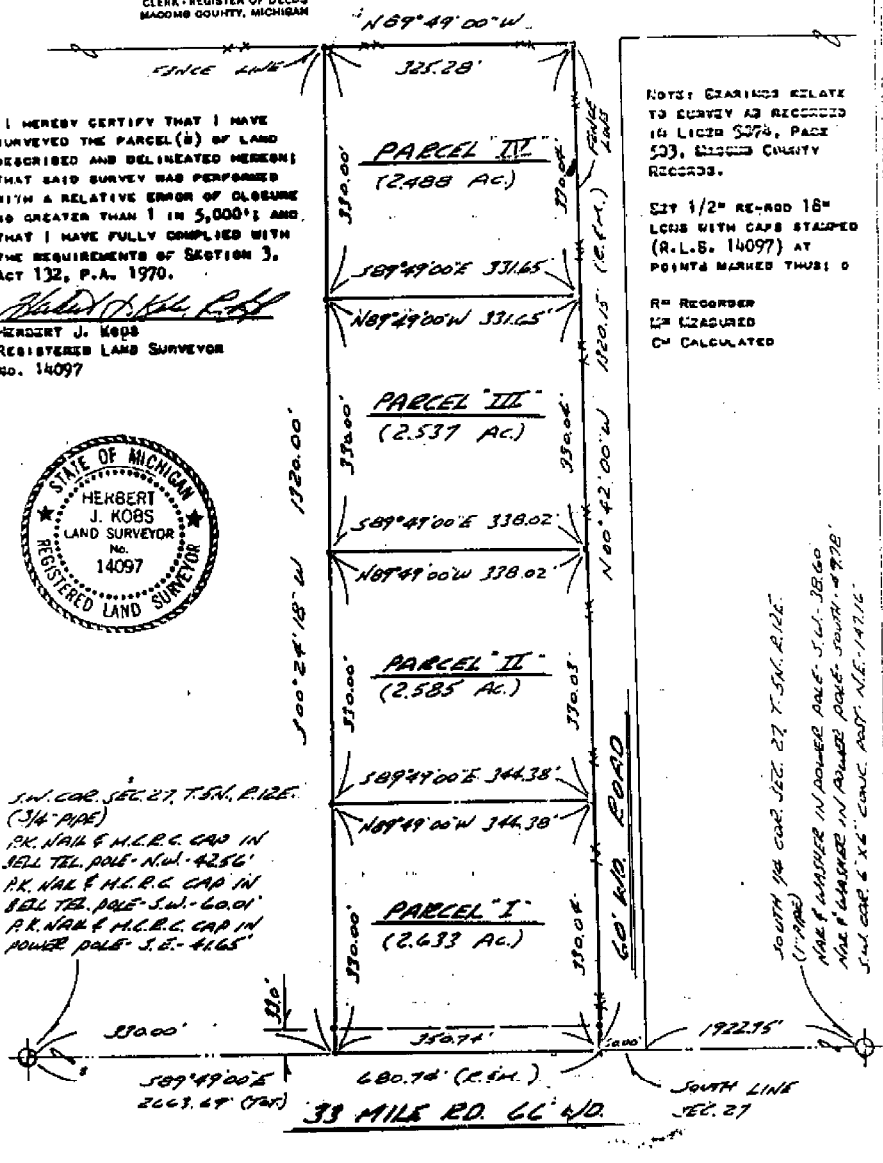 CLERK - REGISTER OF DEEDS
MACOMB COUNTY, MICHIGAN
N89°49'00"W
FENCE LINE
325.28'
FENCE LINE
I HEREBY CERTIFY THAT I HAVE
SURVEYED THE PARCEL(S) OF LAND
DESCRIBED AND DELINEATED HEREON;
THAT SAID SURVEY WAS PERFORMED
WITH A RELATIVE ERROR OF CLOSURE
NO GREATER THAN 1 IN 5,000'; AND
THAT I HAVE FULLY COMPLIED WITH
THE REQUIREMENTS OF SECTION 3,
ACT 132, P.A. 1970.
HERBERT J. KOBS
REGISTERED LAND SURVEYOR
NO. 14097
STATE OF MICHIGAN
HERBERT
J. KOBS
LAND SURVEYOR
No.
14097
REGISTERED LAND SURVEYOR
NOTE: BEARINGS RELATE
TO SURVEY AS RECORDED
IN LIBER PAGE
503, COUNTY
RECORDS.
SET 1/2" RE-ROD 18"
LONG WITH CAPS STAMPED
(R.L.S. 14097) AT
POINTS MARKED THUS: O
R= RECORDED
M= MEASURED
C= CALCULATED
PARCEL "IV"
(2.488 Ac.)
330.00'
330.04'
S89°49'00"E 331.65'
N89°49'00"W 331.65'
PARCEL "III"
(2.537 Ac.)
330.00'
330.04'
S89°49'00"E 338.02'
N89°49'00"W 338.02'
PARCEL "II"
(2.585 Ac.)
330.00'
330.03'
S89°49'00"E 344.38'
N89°49'00"W 344.38'
PARCEL "I"
(2.633 Ac.)
330.00'
330.04'
S00°24'18"W 1320.00'
N00°42'00"W 1320.15' (R.&M.)
60' WD. ROAD
S.W. COR. SEC. 27, T.5N., R.12E.
(3/4" PIPE)
P.K. NAIL & M.C.R.C. CAP IN
BELL TEL. POLE - N.W. - 42.56'
P.K. NAIL & M.C.R.C. CAP IN
BELL TEL. POLE - S.W. - 60.01'
P.K. NAIL & M.C.R.C. CAP IN
POWER POLE - S.E. - 41.65'
SOUTH 1/4 COR. SEC. 27, T.5N., R.12E.
(1" PIPE)
NAIL & WASHER IN POWER POLE - S.W. - 38.60'
NAIL & WASHER IN POWER POLE - SOUTH - 49.78'
S.W. COR. 6"X6" CONC. POST - N.E. - 147.16'
33.0'
330.00'
350.74'
1922.95'
S89°49'00"E
2663.69' (TOT.)
680.74' (R.&M.)
SOUTH LINE
SEC. 27
33 MILE RD. 66' WD.